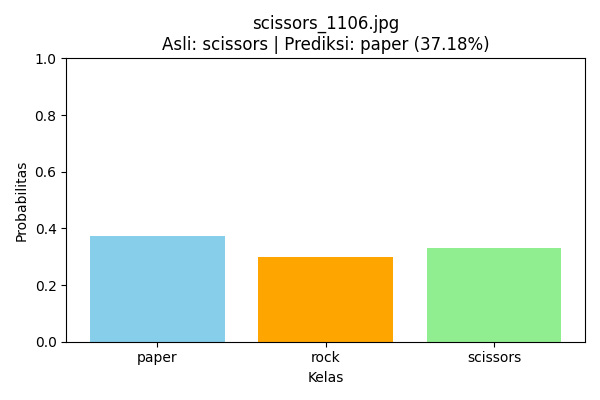 scissors_1106.jpg
Asli: scissors | Prediksi: paper (37.18%)
1.0
0.8
0.6
0.4
0.2
0.0
Probabilitas
paper rock scissors
Kelas